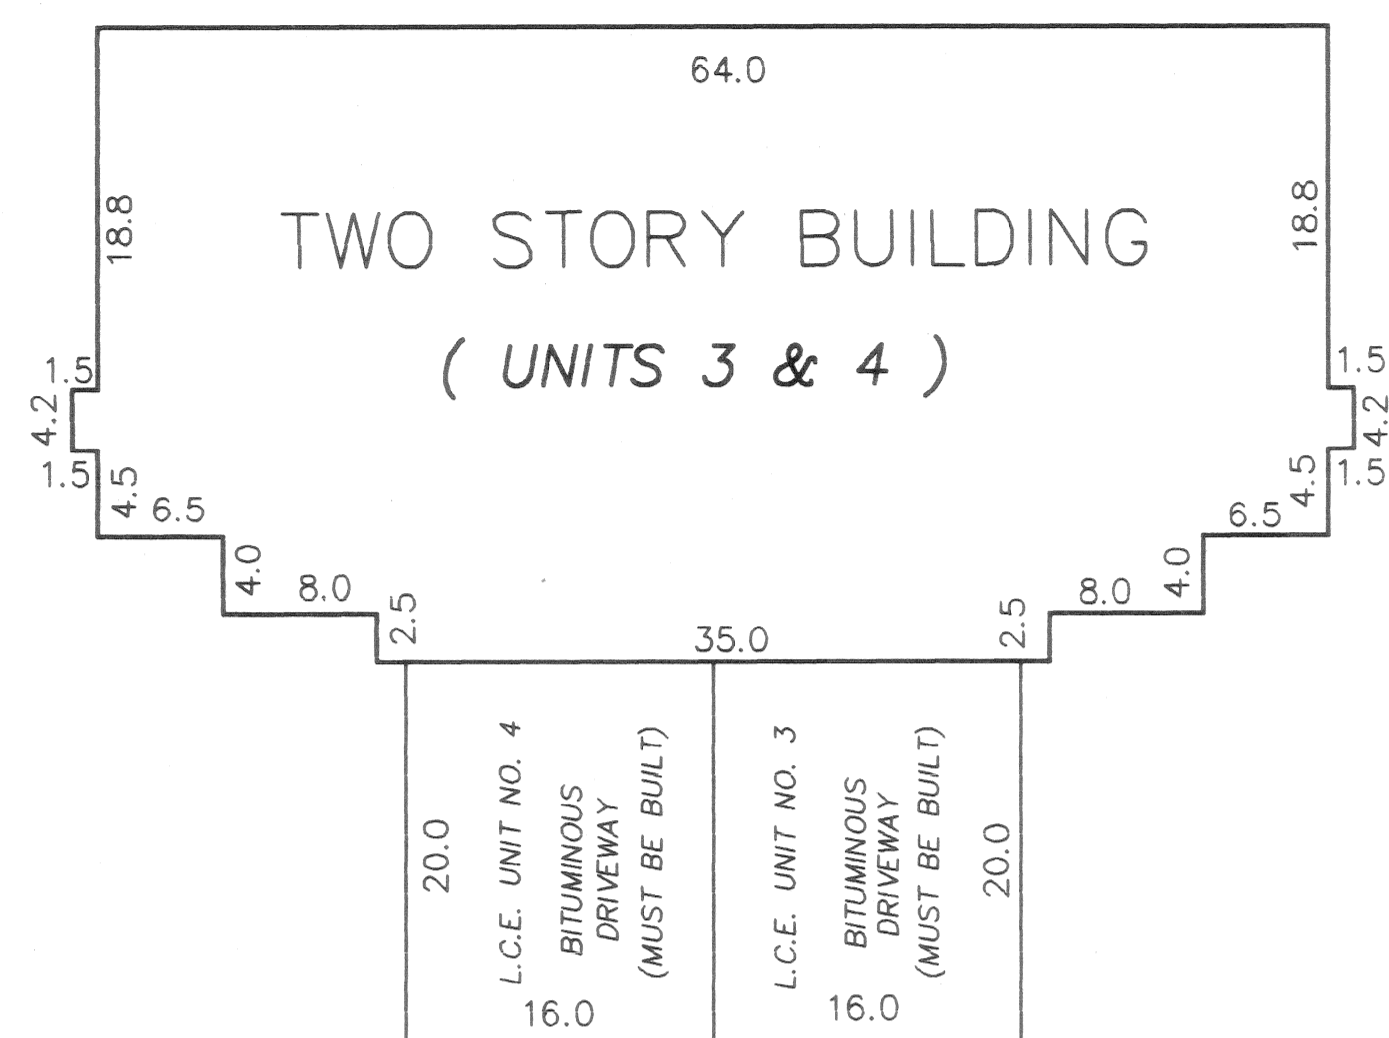 64.0
18.8
18.8
TWO STORY BUILDING
( UNITS 3 & 4 )
1.5
4.2
1.5
4.5
6.5
4.0
8.0
2.5
35.0
1.5
4.2
1.5
4.5
6.5
4.0
8.0
2.5
20.0
L.C.E. UNIT NO. 4
BITUMINOUS
DRIVEWAY
(MUST BE BUILT)
16.0
L.C.E. UNIT NO. 3
BITUMINOUS
DRIVEWAY
(MUST BE BUILT)
20.0
16.0